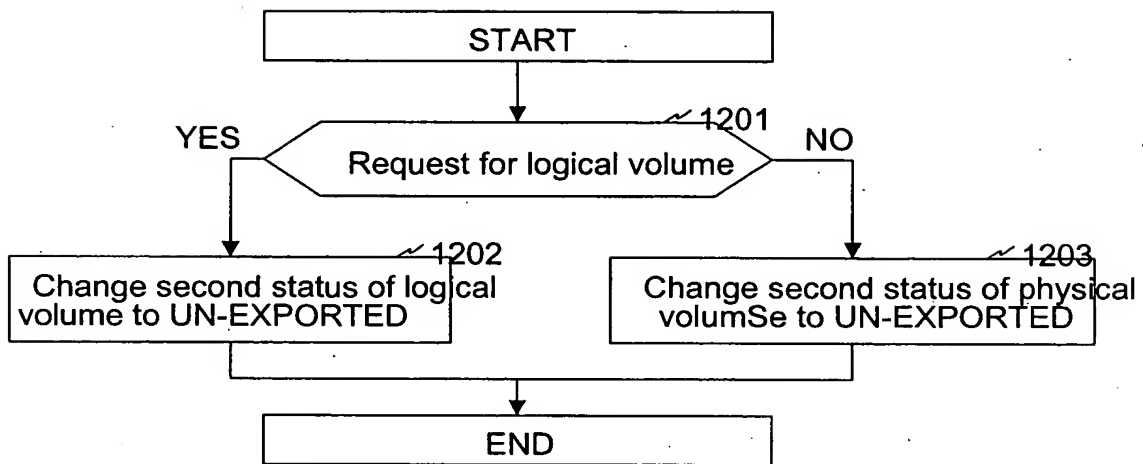 START
1201
YES
NO
Request for logical volume
1202
Change second status of logical
volume to UN-EXPORTED
1203
Change second status of physical
volumSe to UN-EXPORTED
END